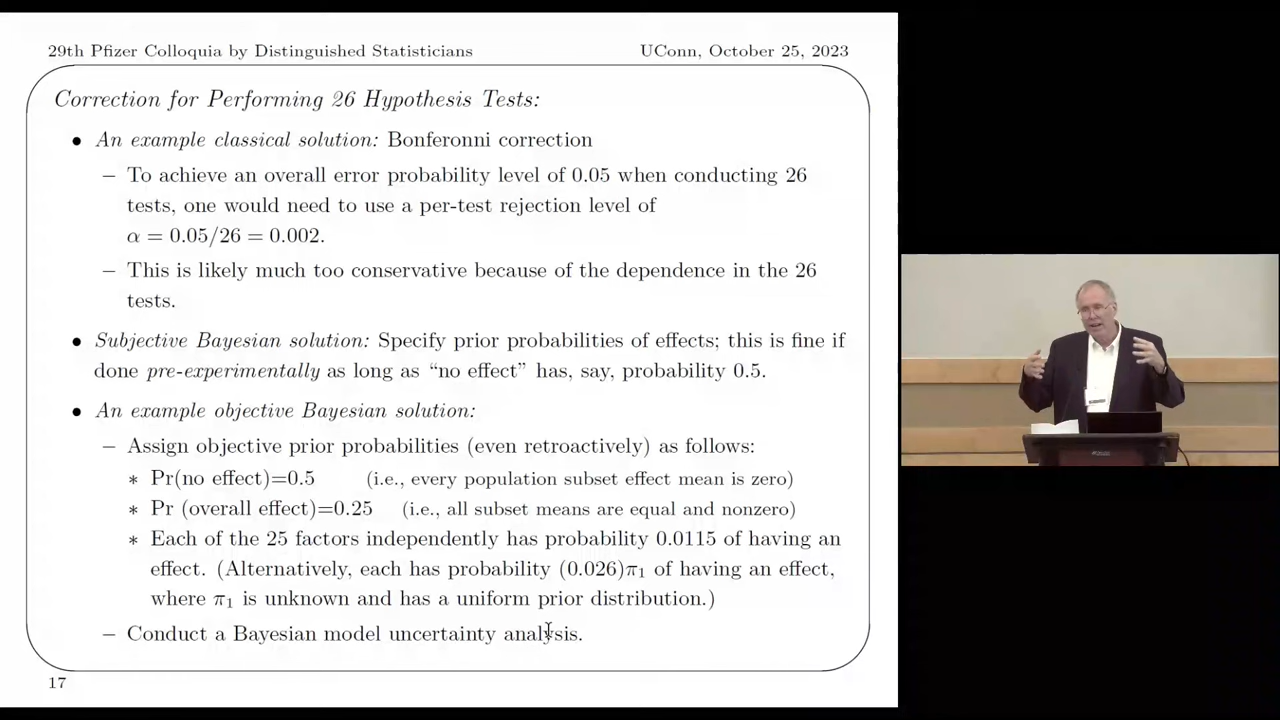 29th Pfizer Colloquia by Distinguished Statisticians UConn, October 25, 2023
Correction for Performing 26 Hypothesis Tests:
• An example classical solution: Bonferonni correction
– To achieve an overall error probability level of 0.05 when conducting 26
tests, one would need to use a per-test rejection level of
α = 0.05/26 = 0.002.
– This is likely much too conservative because of the dependence in the 26
tests.
• Subjective Bayesian solution: Specify prior probabilities of effects; this is fine if
done pre-experimentally as long as “no effect” has, say, probability 0.5.
• An example objective Bayesian solution:
– Assign objective prior probabilities (even retroactively) as follows:
∗ Pr(no effect)=0.5 (i.e., every population subset effect mean is zero)
∗ Pr (overall effect)=0.25 (i.e., all subset means are equal and nonzero)
∗ Each of the 25 factors independently has probability 0.0115 of having an
effect. (Alternatively, each has probability (0.026)π₁ of having an effect,
where π₁ is unknown and has a uniform prior distribution.)
– Conduct a Bayesian model uncertainty analysis.
17